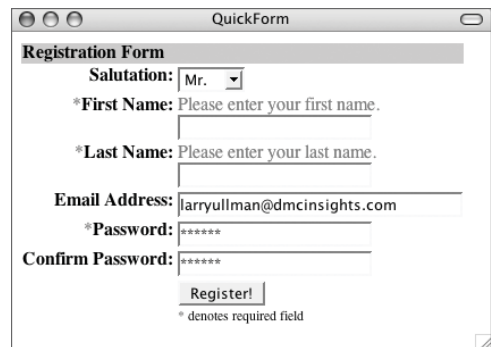 QuickForm
Registration Form
Salutation: Mr.
*First Name: Please enter your first name.
*Last Name: Please enter your last name.
Email Address: larryullman@dmcinsights.com
*Password: ******
Confirm Password: ******
Register!
* denotes required field